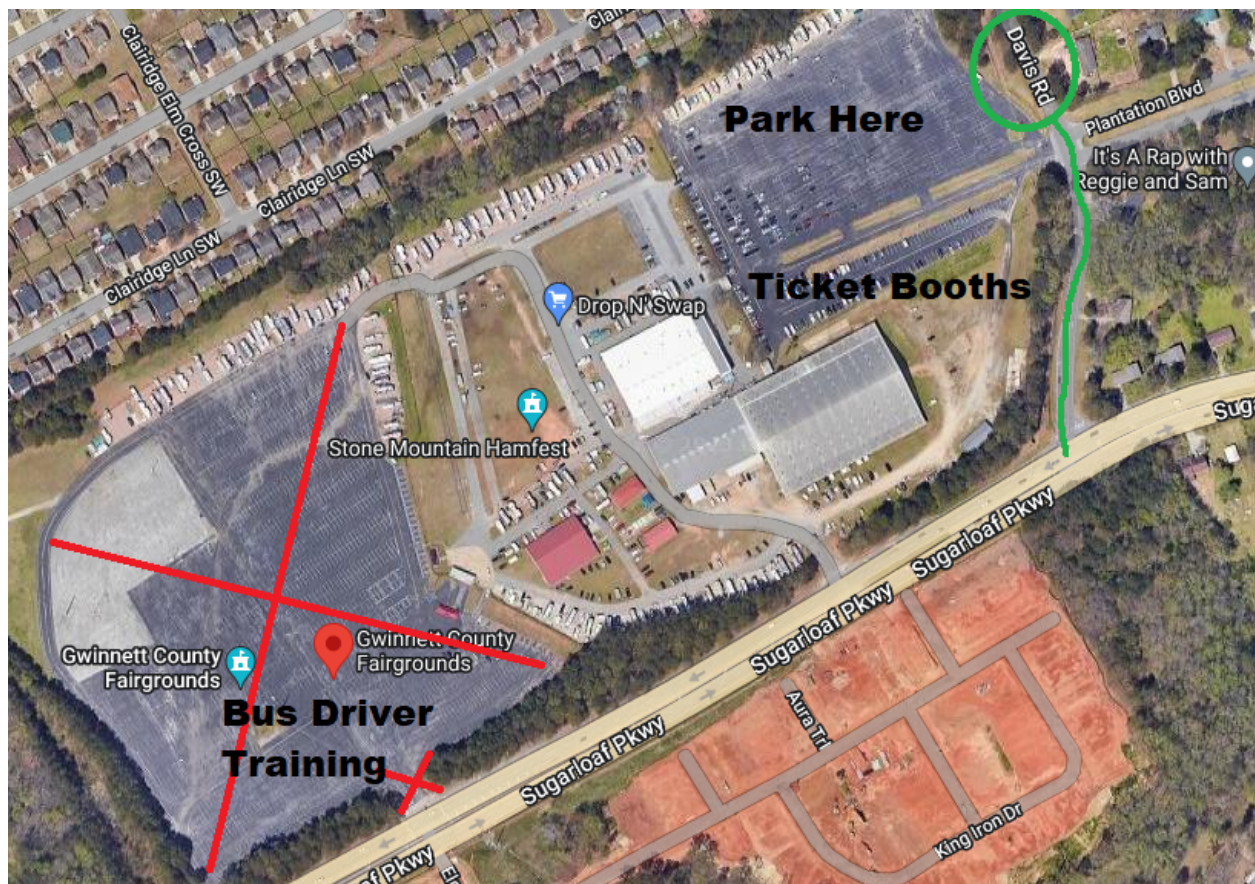 Clairidge Elm Cross SW
Clairidge Ln SW
Clairidge Ln SW
Davis Rd
Park Here
Plantation Blvd
It's A Rap with
Reggie and Sam
Ticket Booths
Drop N' Swap
Stone Mountain Hamfest
Sugarloaf Pkwy
Sugarloaf Pkwy
Gwinnett County
Fairgrounds
Gwinnett County
Fairgrounds
Bus Driver
Training
Aura Trl
Sugarloaf Pkwy
King Iron Dr